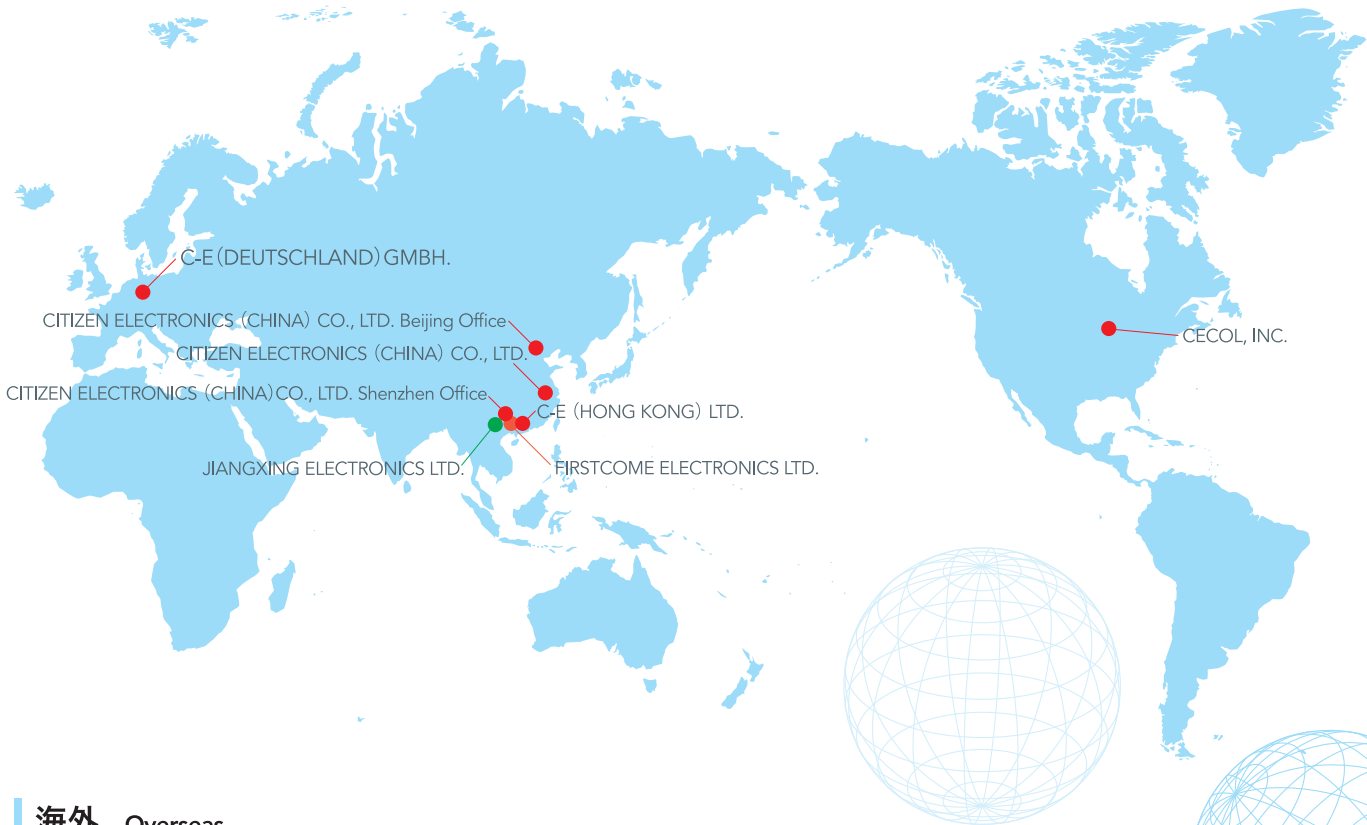 C-E（DEUTSCHLAND）GMBH.
CITIZEN ELECTRONICS（CHINA）CO., LTD. Beijing Office
CITIZEN ELECTRONICS（CHINA）CO., LTD.
CECOL, INC.
CITIZEN ELECTRONICS（CHINA）CO., LTD. Shenzhen Office
C-E（HONG KONG）LTD.
JIANGXING ELECTRONICS LTD.
FIRSTCOME ELECTRONICS LTD.
海外 Overseas